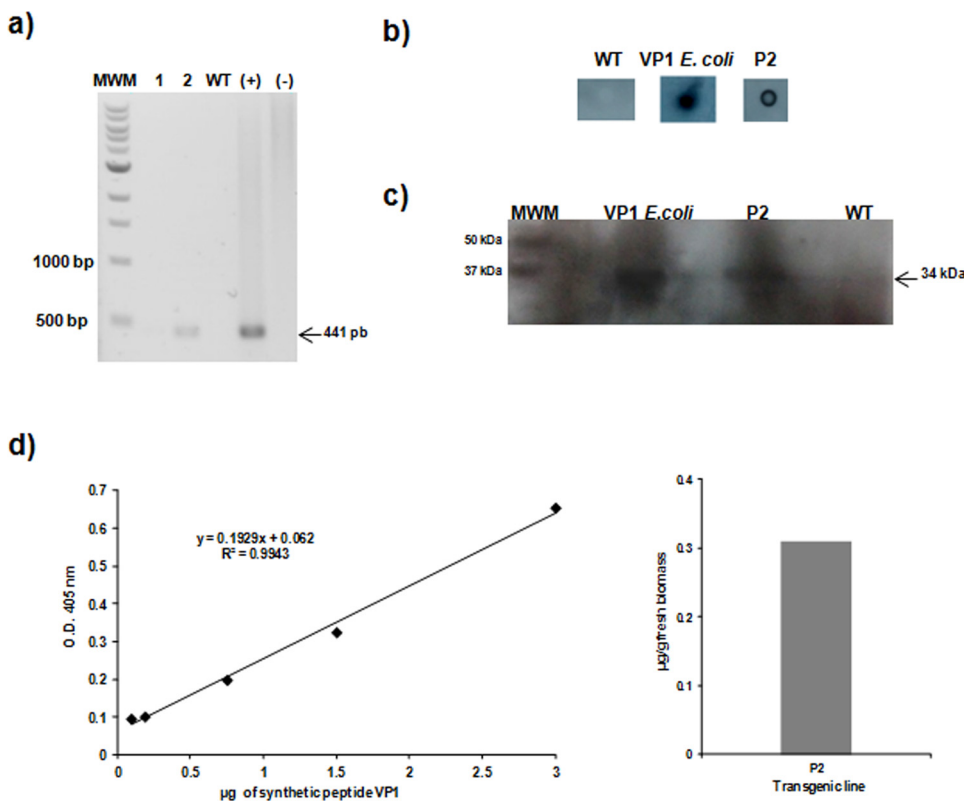 a)
MWM 1 2 WT (+) (-)
1000 bp
500 bp
441 pb
b)
WT VP1 E. coli P2
c)
MWM VP1 E.coli P2 WT
50 kDa
37 kDa
34 kDa
d)
0.7
0.6
0.5
0.4
0.3
0.2
0.1
0
O.D. 405 nm
y = 0.1929x + 0.062
R² = 0.9943
0 0.5 1 1.5 2 2.5 3
µg of synthetic peptide VP1
0.4
0.3
0.2
0.1
0
µg/g fresh biomass
P2
Transgenic line